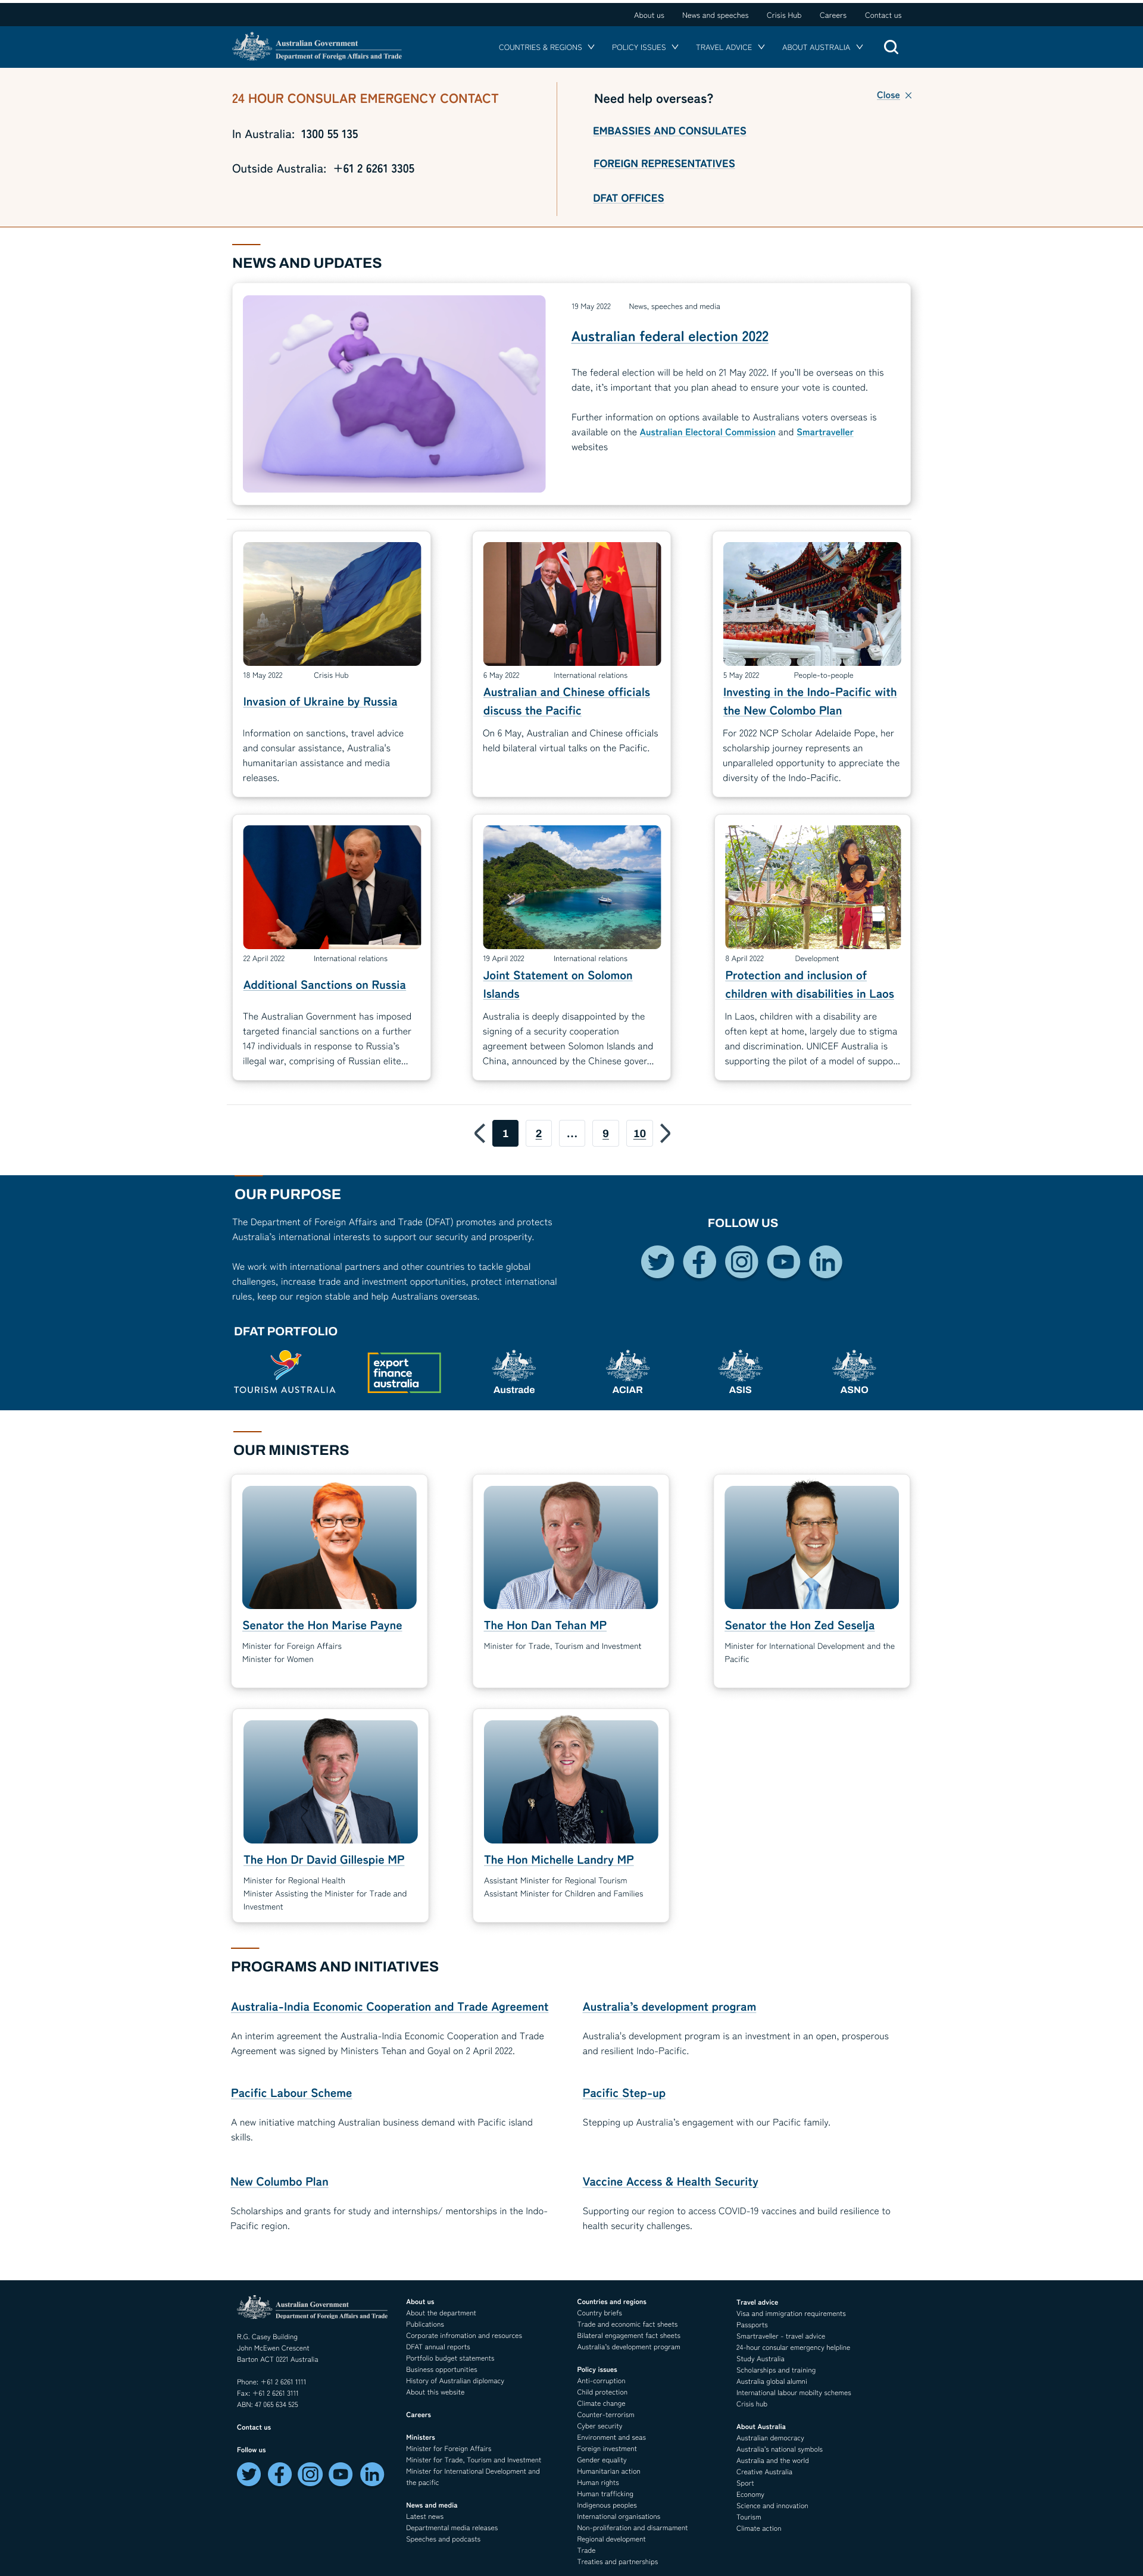 About us
News and speeches
Crisis Hub
Careers
Contact us
Australian Government
Department of Foreign Affairs and Trade
COUNTRIES & REGIONS
POLICY ISSUES
TRAVEL ADVICE
ABOUT AUSTRALIA
24 HOUR CONSULAR EMERGENCY CONTACT
In Australia: 1300 55 135
Outside Australia: +61 2 6261 3305
Need help overseas?
Close
EMBASSIES AND CONSULATES
FOREIGN REPRESENTATIVES
DFAT OFFICES
NEWS AND UPDATES
19 May 2022 News, speeches and media
Australian federal election 2022
The federal election will be held on 21 May 2022. If you'll be overseas on this
date, it's important that you plan ahead to ensure your vote is counted.
Further information on options available to Australians voters overseas is
available on the Australian Electoral Commission and Smartraveller
websites
18 May 2022 Crisis Hub
Invasion of Ukraine by Russia
Information on sanctions, travel advice
and consular assistance, Australia's
humanitarian assistance and media
releases.
6 May 2022 International relations
Australian and Chinese officials
discuss the Pacific
On 6 May, Australian and Chinese officials
held bilateral virtual talks on the Pacific.
5 May 2022 People-to-people
Investing in the Indo-Pacific with
the New Colombo Plan
For 2022 NCP Scholar Adelaide Pope, her
scholarship journey represents an
unparalleled opportunity to appreciate the
diversity of the Indo-Pacific.
22 April 2022 International relations
Additional Sanctions on Russia
The Australian Government has imposed
targeted financial sanctions on a further
147 individuals in response to Russia's
illegal war, comprising of Russian elite...
19 April 2022 International relations
Joint Statement on Solomon
Islands
Australia is deeply disappointed by the
signing of a security cooperation
agreement between Solomon Islands and
China, announced by the Chinese gover...
8 April 2022 Development
Protection and inclusion of
children with disabilities in Laos
In Laos, children with a disability are
often kept at home, largely due to stigma
and discrimination. UNICEF Australia is
supporting the pilot of a model of suppo...
1 2 ... 9 10
OUR PURPOSE
The Department of Foreign Affairs and Trade (DFAT) promotes and protects
Australia's international interests to support our security and prosperity.
We work with international partners and other countries to tackle global
challenges, increase trade and investment opportunities, protect international
rules, keep our region stable and help Australians overseas.
FOLLOW US
DFAT PORTFOLIO
TOURISM AUSTRALIA
export
finance
australia
Austrade
ACIAR
ASIS
ASNO
OUR MINISTERS
Senator the Hon Marise Payne
Minister for Foreign Affairs
Minister for Women
The Hon Dan Tehan MP
Minister for Trade, Tourism and Investment
Senator the Hon Zed Seselja
Minister for International Development and the
Pacific
The Hon Dr David Gillespie MP
Minister for Regional Health
Minister Assisting the Minister for Trade and
Investment
The Hon Michelle Landry MP
Assistant Minister for Regional Tourism
Assistant Minister for Children and Families
PROGRAMS AND INITIATIVES
Australia-India Economic Cooperation and Trade Agreement
An interim agreement the Australia-India Economic Cooperation and Trade
Agreement was signed by Ministers Tehan and Goyal on 2 April 2022.
Australia's development program
Australia's development program is an investment in an open, prosperous
and resilient Indo-Pacific.
Pacific Labour Scheme
A new initiative matching Australian business demand with Pacific island
skills.
Pacific Step-up
Stepping up Australia's engagement with our Pacific family.
New Columbo Plan
Scholarships and grants for study and internships/ mentorships in the Indo-
Pacific region.
Vaccine Access & Health Security
Supporting our region to access COVID-19 vaccines and build resilience to
health security challenges.
Australian Government
Department of Foreign Affairs and Trade
R.G. Casey Building
John McEwen Crescent
Barton ACT 0221 Australia
Phone: +61 2 6261 1111
Fax: +61 2 6261 3111
ABN: 47 065 634 525
Contact us
Follow us
About us
About the department
Publications
Corporate infromation and resources
DFAT annual reports
Portfolio budget statements
Business opportunities
History of Australian diplomacy
About this website
Careers
Ministers
Minister for Foreign Affairs
Minister for Trade, Tourism and Investment
Minister for International Development and
the pacific
News and media
Latest news
Departmental media releases
Speeches and podcasts
Countries and regions
Country briefs
Trade and economic fact sheets
Bilateral engagement fact sheets
Australia's development program
Policy issues
Anti-corruption
Child protection
Climate change
Counter-terrorism
Cyber security
Environment and seas
Foreign investment
Gender equality
Humanitarian action
Human rights
Human trafficking
Indigenous peoples
International organisations
Non-proliferation and disarmament
Regional development
Trade
Treaties and partnerships
Travel advice
Visa and immigration requirements
Passports
Smartraveller - travel advice
24-hour consular emergency helpline
Study Australia
Scholarships and training
Australia global alumni
International labour mobilty schemes
Crisis hub
About Australia
Australian democracy
Australia's national symbols
Australia and the world
Creative Australia
Sport
Economy
Science and innovation
Tourism
Climate action